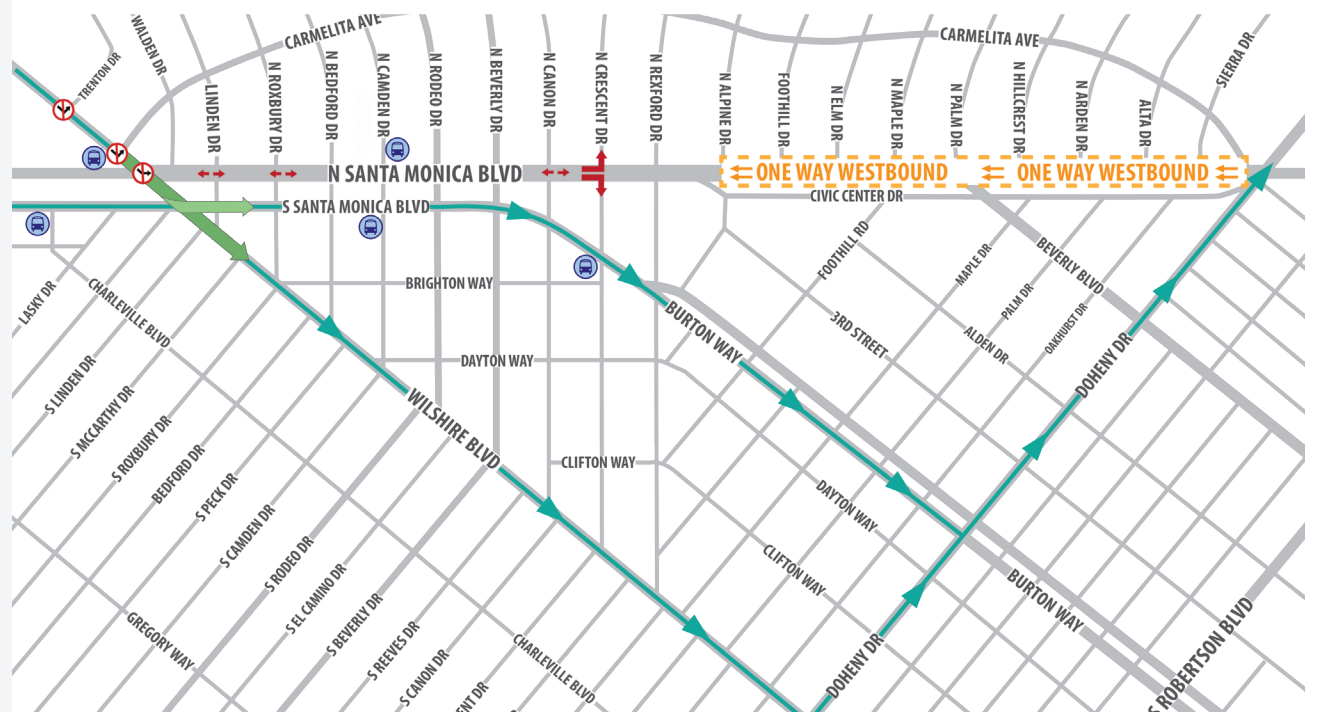 CARMELITA AVE
CARMELITA AVE
WALDEN DR
TRENTON DR
LINDEN DR
N ROXBURY DR
N BEDFORD DR
N CAMDEN DR
N RODEO DR
N BEVERLY DR
N CANON DR
N CRESCENT DR
N REXFORD DR
N ALPINE DR
FOOTHILL DR
N ELM DR
N MAPLE DR
N PALM DR
N HILLCREST DR
N ARDEN DR
ALTA DR
SIERRA DR
N SANTA MONICA BLVD
ONE WAY WESTBOUND
ONE WAY WESTBOUND
CIVIC CENTER DR
S SANTA MONICA BLVD
BRIGHTON WAY
BURTON WAY
FOOTHILL RD
MAPLE DR
BEVERLY BLVD
PALM DR
OAKHURST DR
3RD STREET
ALDEN DR
DOHENY DR
LASKY DR
CHARLEVILLE BLVD
DAYTON WAY
S LINDEN DR
S MCCARTHY DR
S ROXBURY DR
BEDFORD DR
S PECK DR
S CAMDEN DR
S RODEO DR
S EL CAMINO DR
S BEVERLY DR
S REEVES DR
S CANON DR
ENT DR
WILSHIRE BLVD
CLIFTON WAY
DAYTON WAY
CLIFTON WAY
BURTON WAY
GREGORY WAY
CHARLEVILLE BLVD
DOHENY DR
S ROBERTSON BLVD